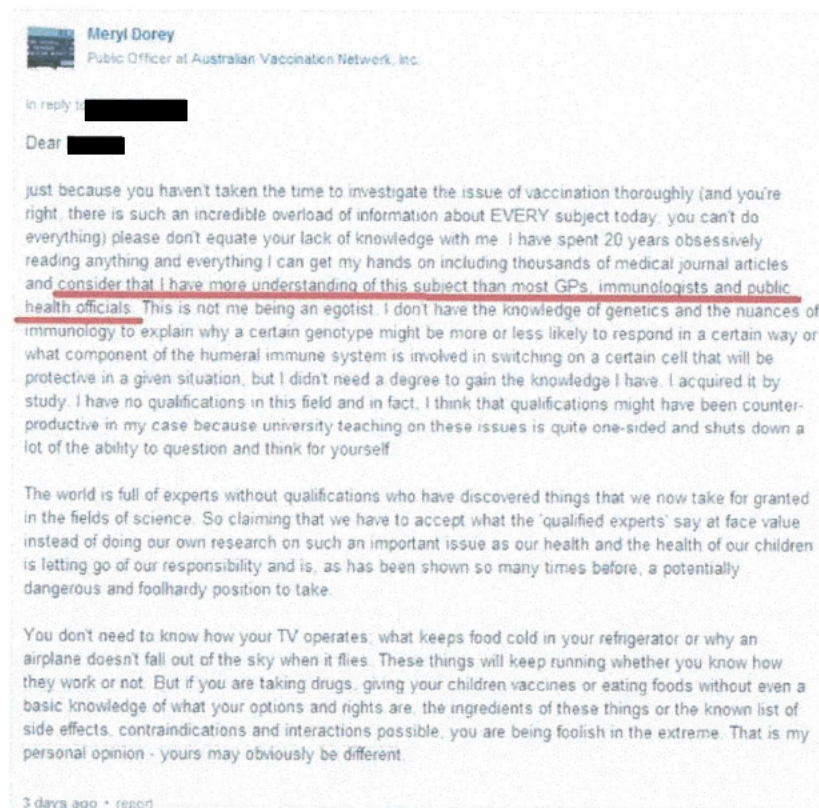 Meryl Dorey
Public Officer at Australian Vaccination Network, Inc.
in reply to
Dear
just because you haven't taken the time to investigate the issue of vaccination thoroughly (and you're
right, there is such an incredible overload of information about EVERY subject today, you can't do
everything) please don't equate your lack of knowledge with me. I have spent 20 years obsessively
reading anything and everything I can get my hands on including thousands of medical journal articles
and consider that I have more understanding of this subject than most GPs, immunologists and public
health officials. This is not me being an egotist. I don't have the knowledge of genetics and the nuances of
immunology to explain why a certain genotype might be more or less likely to respond in a certain way or
what component of the humeral immune system is involved in switching on a certain cell that will be
protective in a given situation, but I didn't need a degree to gain the knowledge I have. I acquired it by
study. I have no qualifications in this field and in fact, I think that qualifications might have been counter-
productive in my case because university teaching on these issues is quite one-sided and shuts down a
lot of the ability to question and think for yourself
The world is full of experts without qualifications who have discovered things that we now take for granted
in the fields of science. So claiming that we have to accept what the 'qualified experts' say at face value
instead of doing our own research on such an important issue as our health and the health of our children
is letting go of our responsibility and is, as has been shown so many times before, a potentially
dangerous and foolhardy position to take.
You don't need to know how your TV operates; what keeps food cold in your refrigerator or why an
airplane doesn't fall out of the sky when it flies. These things will keep running whether you know how
they work or not. But if you are taking drugs, giving your children vaccines or eating foods without even a
basic knowledge of what your options and rights are, the ingredients of these things or the known list of
side effects, contraindications and interactions possible, you are being foolish in the extreme. That is my
personal opinion - yours may obviously be different.
3 days ago • report